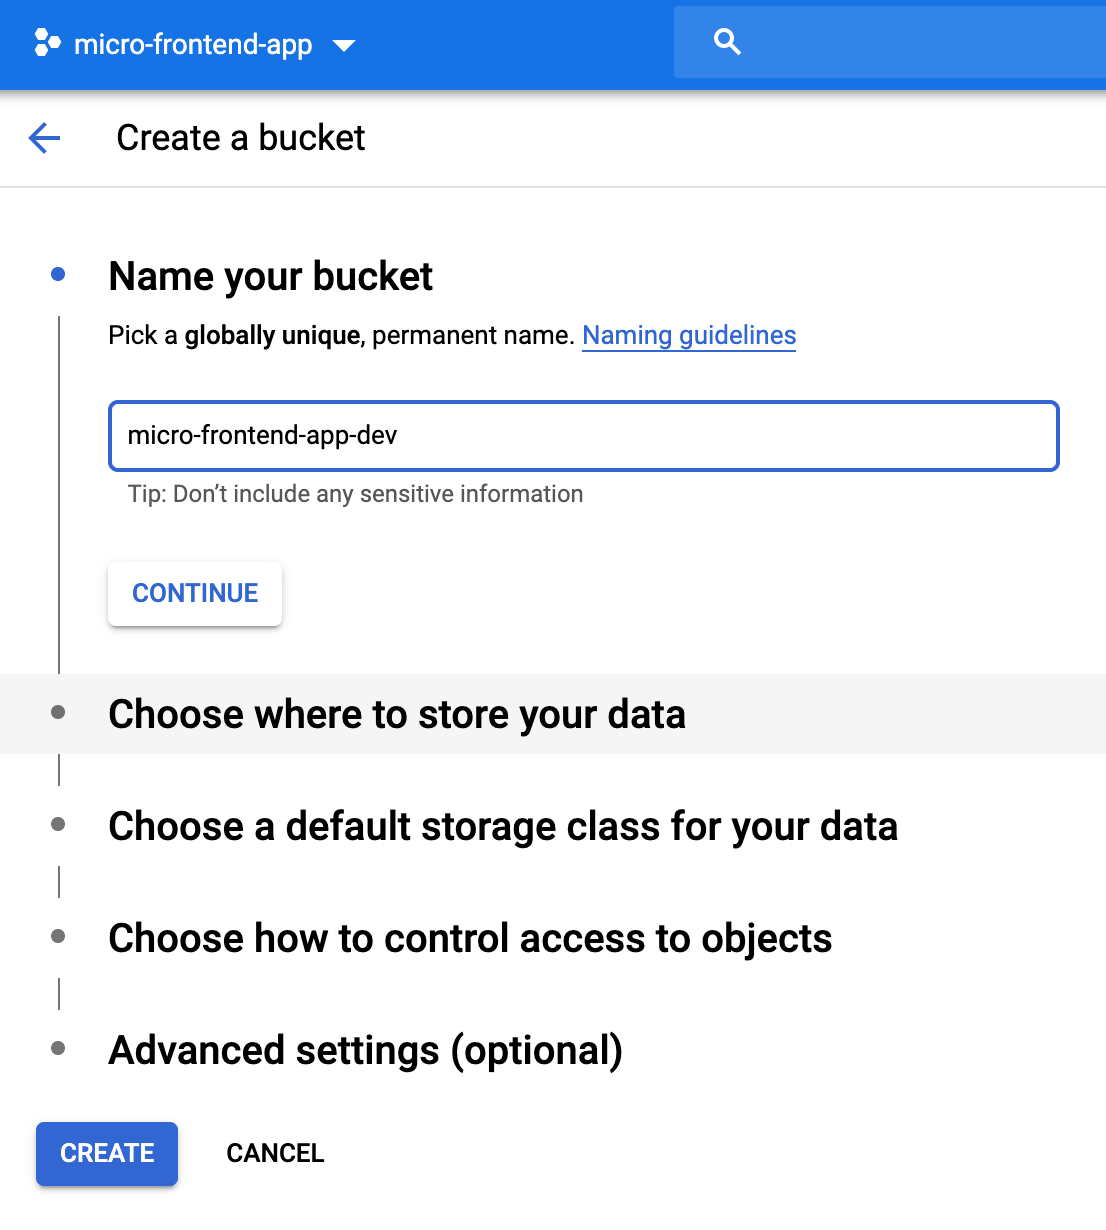 micro-frontend-app
Create a bucket
Name your bucket
Pick a globally unique, permanent name. Naming guidelines
micro-frontend-app-dev
Tip: Don’t include any sensitive information
CONTINUE
Choose where to store your data
Choose a default storage class for your data
Choose how to control access to objects
Advanced settings (optional)
CREATE CANCEL